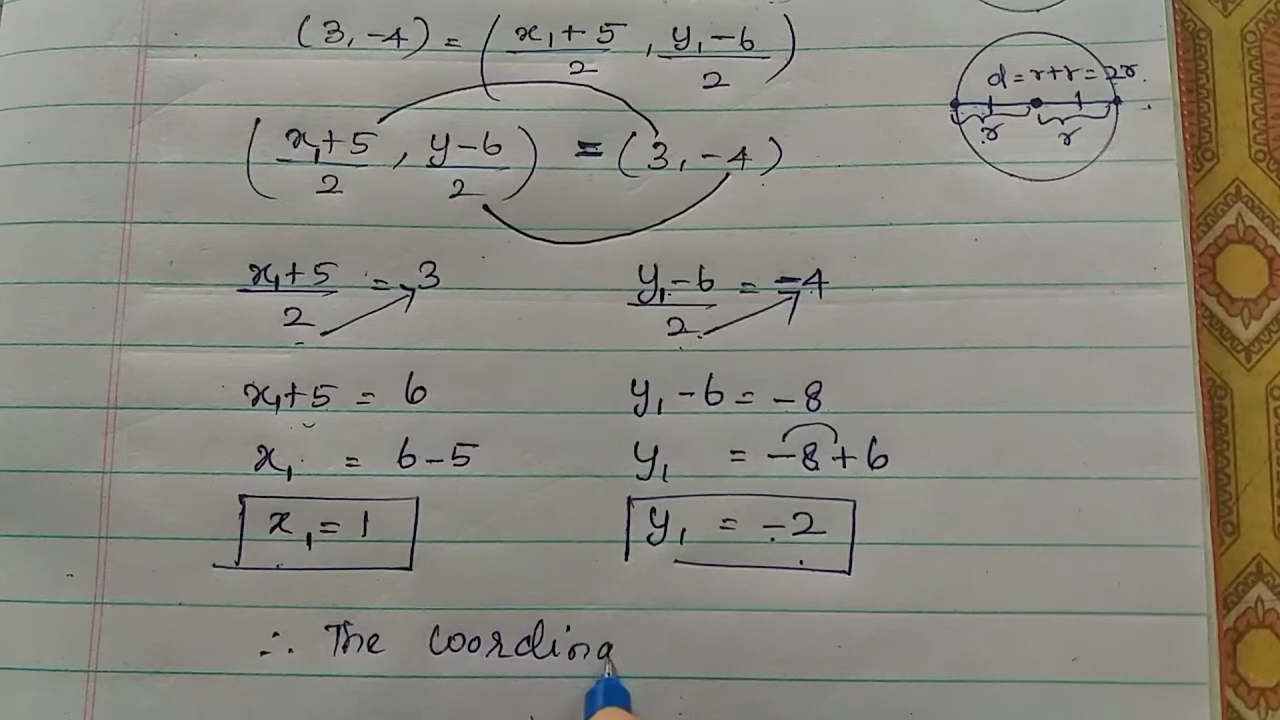 (3, -4) = ( x₁+5 / 2 , y₁-6 / 2 )
d = r+r = 2r.
r r
( x₁+5 / 2 , y-6 / 2 ) = (3, -4)
x₁+5 / 2 = 3 y₁-6 / 2 = -4
x₁+5 = 6 y₁-6 = -8
x₁ = 6-5 y₁ = -8+6
x₁ = 1 y₁ = -2
∴ The coordina